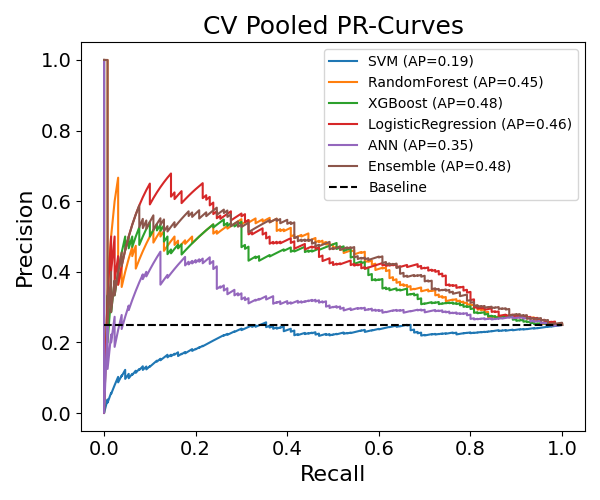 CV Pooled PR-Curves
SVM (AP=0.19)
RandomForest (AP=0.45)
XGBoost (AP=0.48)
LogisticRegression (AP=0.46)
ANN (AP=0.35)
Ensemble (AP=0.48)
Baseline
Precision
1.0
0.8
0.6
0.4
0.2
0.0
0.0 0.2 0.4 0.6 0.8 1.0
Recall